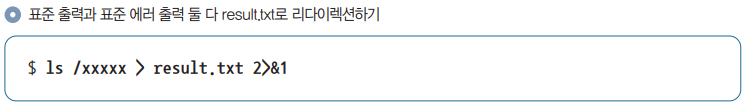 표준 출력과 표준 에러 출력 둘 다 result.txt로 리다이렉션하기
$ ls /xxxxx > result.txt 2>&1